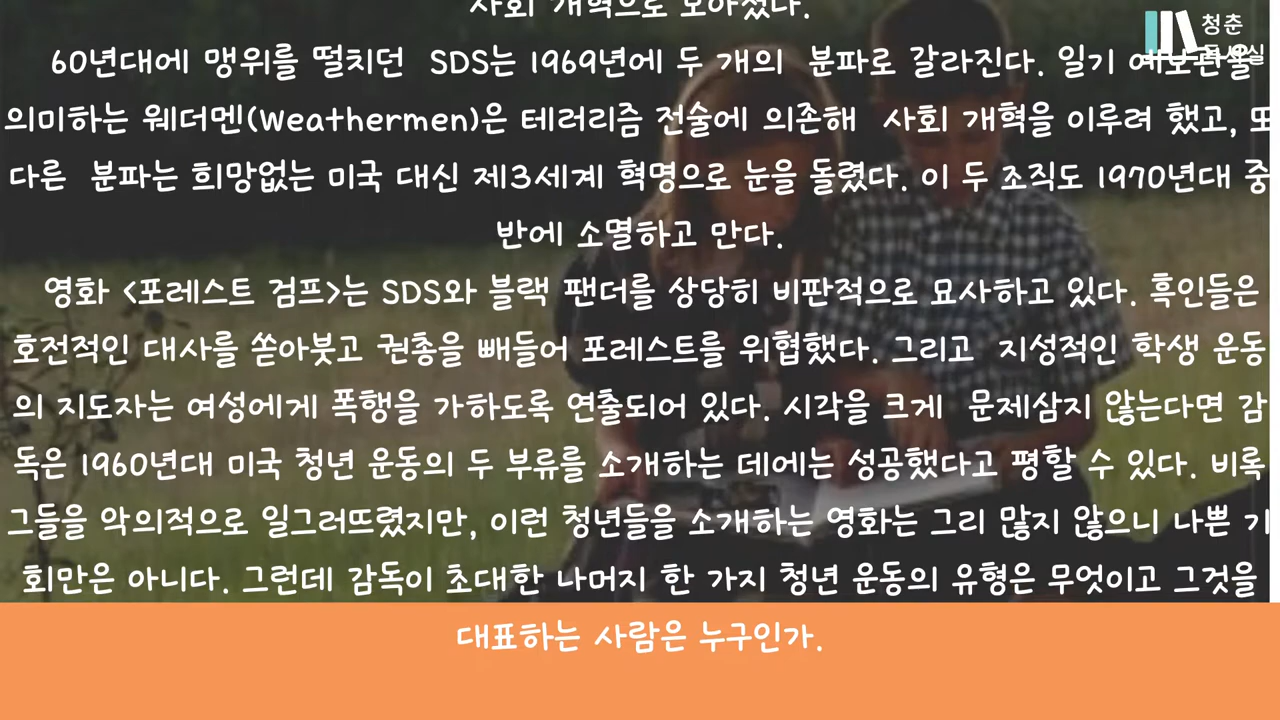 사회 개혁으로 모아졌다.
청춘
60년대에 맹위를 떨치던 SDS는 1969년에 두 개의 분파로 갈라진다. 일기 예보관을
의미하는 웨더멘(Weathermen)은 테러리즘 전술에 의존해 사회 개혁을 이루려 했고, 또
다른 분파는 희망없는 미국 대신 제3세계 혁명으로 눈을 돌렸다. 이 두 조직도 1970년대 중
반에 소멸하고 만다.
영화 <포레스트 검프>는 SDS와 블랙 팬더를 상당히 비판적으로 묘사하고 있다. 흑인들은
호전적인 대사를 쏟아붓고 권총을 빼들어 포레스트를 위협했다. 그리고 지성적인 학생 운동
의 지도자는 여성에게 폭행을 가하도록 연출되어 있다. 시각을 크게 문제삼지 않는다면 감
독은 1960년대 미국 청년 운동의 두 부류를 소개하는 데에는 성공했다고 평할 수 있다. 비록
그들을 악의적으로 일그러뜨렸지만, 이런 청년들을 소개하는 영화는 그리 많지 않으니 나쁜 기
회만은 아니다. 그런데 감독이 초대한 나머지 한 가지 청년 운동의 유형은 무엇이고 그것을
대표하는 사람은 누구인가.